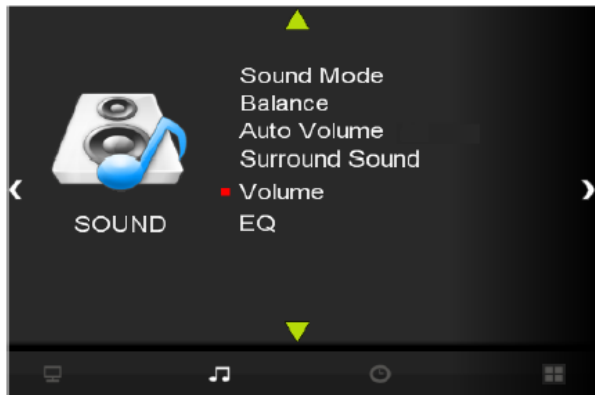 Sound Mode
Balance
Auto Volume
Surround Sound
Volume
SOUND
EQ